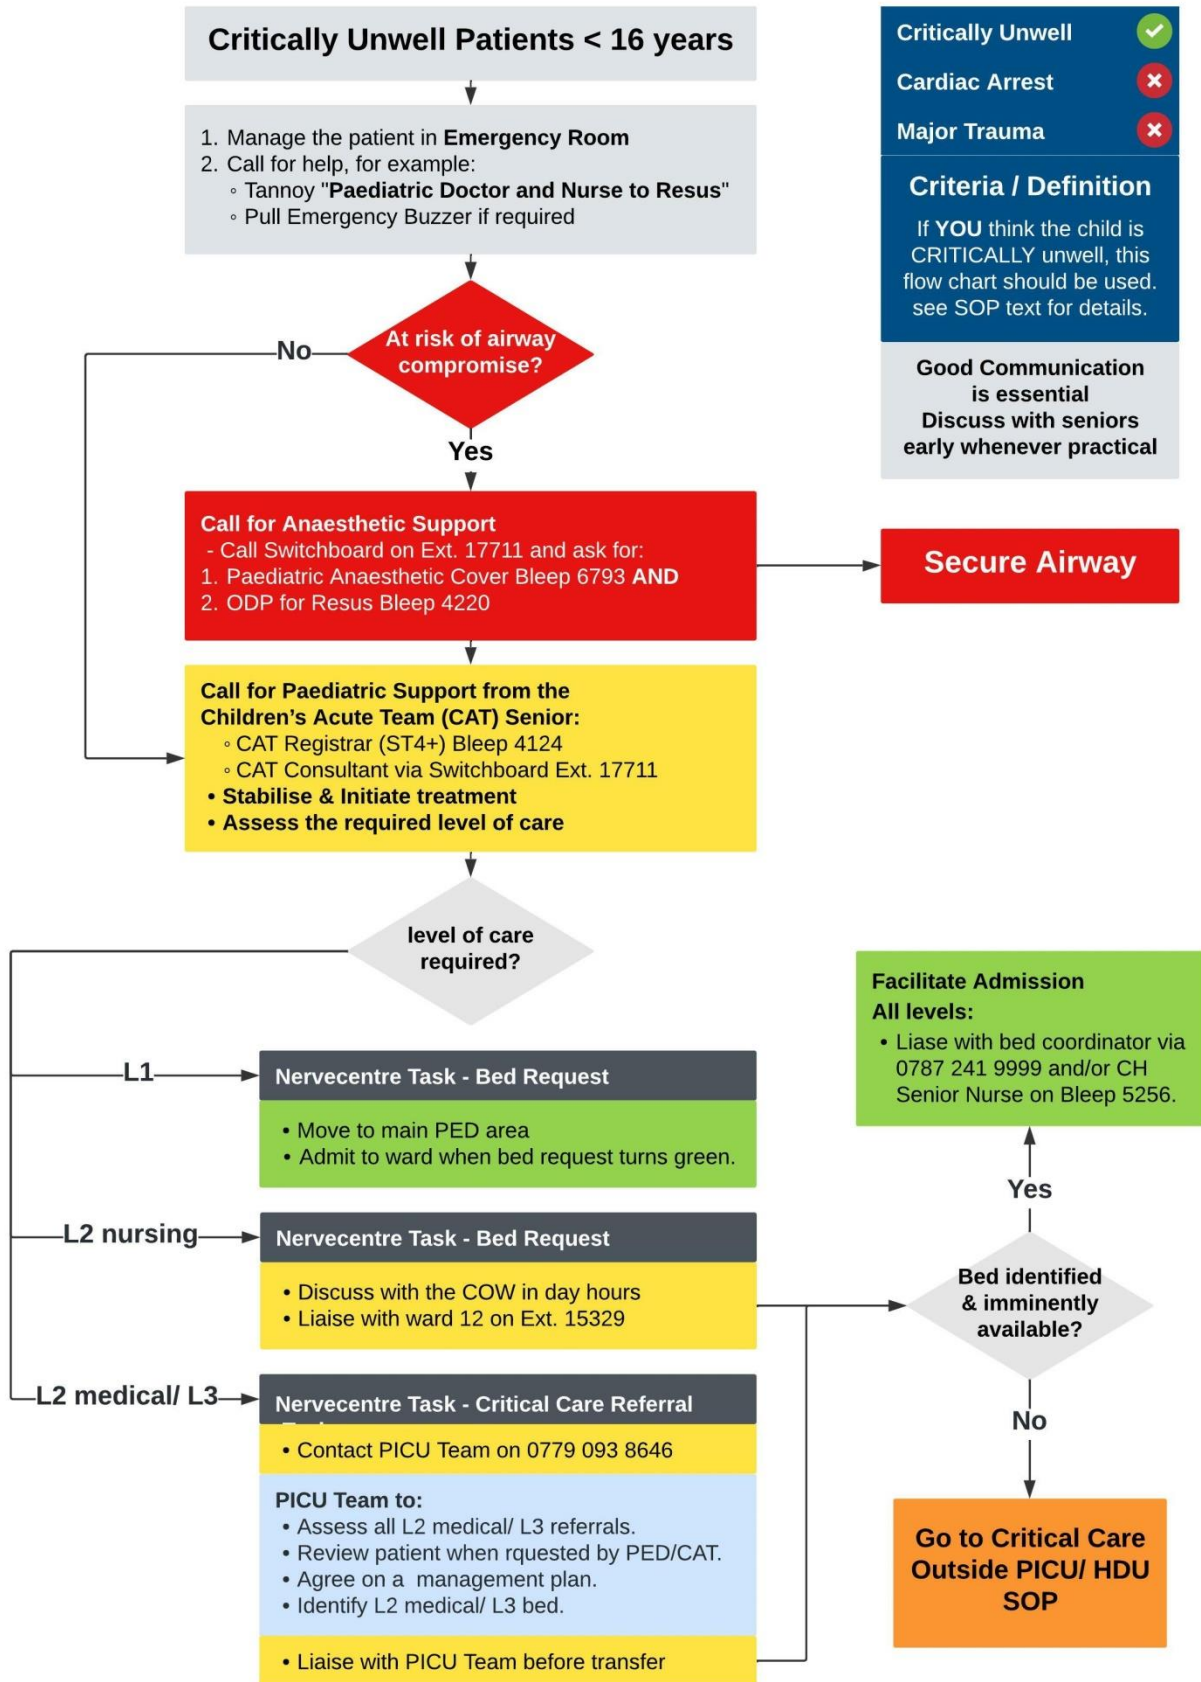 Critically Unwell Patients < 16 years
1. Manage the patient in Emergency Room
2. Call for help, for example:
◦ Tannoy "Paediatric Doctor and Nurse to Resus"
◦ Pull Emergency Buzzer if required
Critically Unwell
Cardiac Arrest
Major Trauma
Criteria / Definition
If YOU think the child is
CRITICALLY unwell, this
flow chart should be used.
see SOP text for details.
Good Communication
is essential
Discuss with seniors
early whenever practical
At risk of airway
compromise?
No
Yes
Call for Anaesthetic Support
- Call Switchboard on Ext. 17711 and ask for:
1. Paediatric Anaesthetic Cover Bleep 6793 AND
2. ODP for Resus Bleep 4220
Secure Airway
Call for Paediatric Support from the
Children's Acute Team (CAT) Senior:
◦ CAT Registrar (ST4+) Bleep 4124
◦ CAT Consultant via Switchboard Ext. 17711
• Stabilise & Initiate treatment
• Assess the required level of care
level of care
required?
L1
Nervecentre Task - Bed Request
• Move to main PED area
• Admit to ward when bed request turns green.
L2 nursing
Nervecentre Task - Bed Request
• Discuss with the COW in day hours
• Liaise with ward 12 on Ext. 15329
L2 medical/ L3
Nervecentre Task - Critical Care Referral
• Contact PICU Team on 0779 093 8646
PICU Team to:
• Assess all L2 medical/ L3 referrals.
• Review patient when rquested by PED/CAT.
• Agree on a management plan.
• Identify L2 medical/ L3 bed.
• Liaise with PICU Team before transfer
Facilitate Admission
All levels:
• Liase with bed coordinator via
0787 241 9999 and/or CH
Senior Nurse on Bleep 5256.
Yes
Bed identified
& imminently
available?
No
Go to Critical Care
Outside PICU/ HDU
SOP